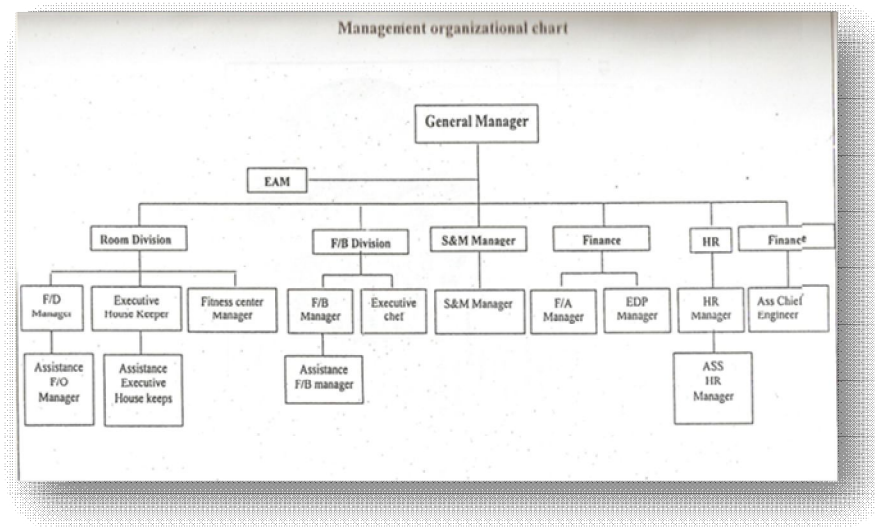 Management organizational chart
General Manager
EAM
Room Division
F/B Division
S&M Manager
Finance
HR
Finance
F/D
Manager
Executive
House Keeper
Fitness center
Manager
F/B
Manager
Executive
chef
S&M Manager
F/A
Manager
EDP
Manager
HR
Manager
Ass Chief
Engineer
Assistance
F/O
Manager
Assistance
Executive
House keeps
Assistance
F/B manager
ASS
HR
Manager